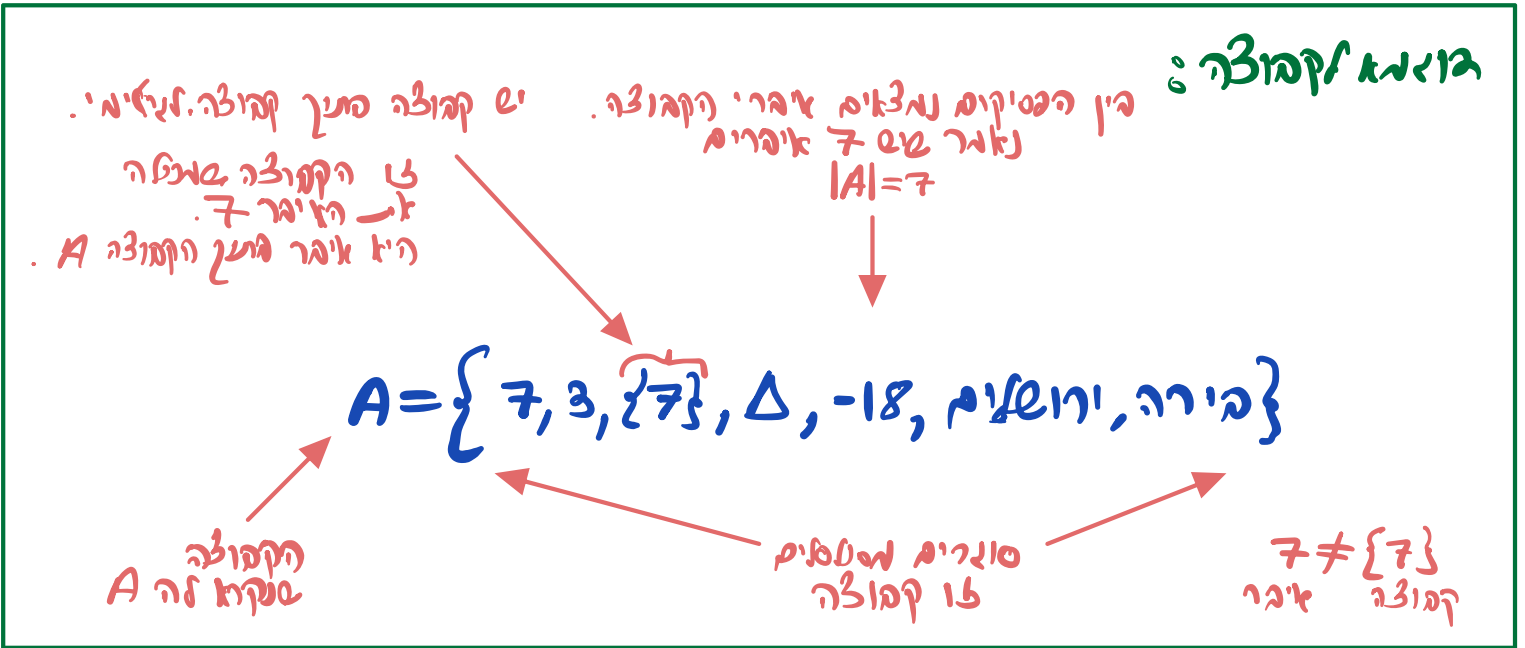 דוגמא לקבוצה:
בין הפסיקים נמצאים איברי הקבוצה.
נאמר שיש 7 איברים
|A|=7
יש קבוצה בתוך קבוצה. לגיטימי.
זו הקבוצה שמכילה
את האיבר 7.
היא איבר בתוך הקבוצה A.
A={7,3,{7},Δ,-18,ירושלים,בירה}
הקבוצה
שנקרא לה A
סוגריים מסולסלים
זו קבוצה
7≠{7}
קבוצה איבר